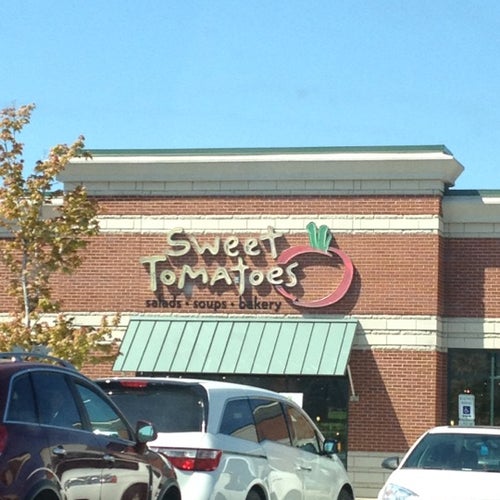 Sweet
Tomatoes
salads • soups • bakery